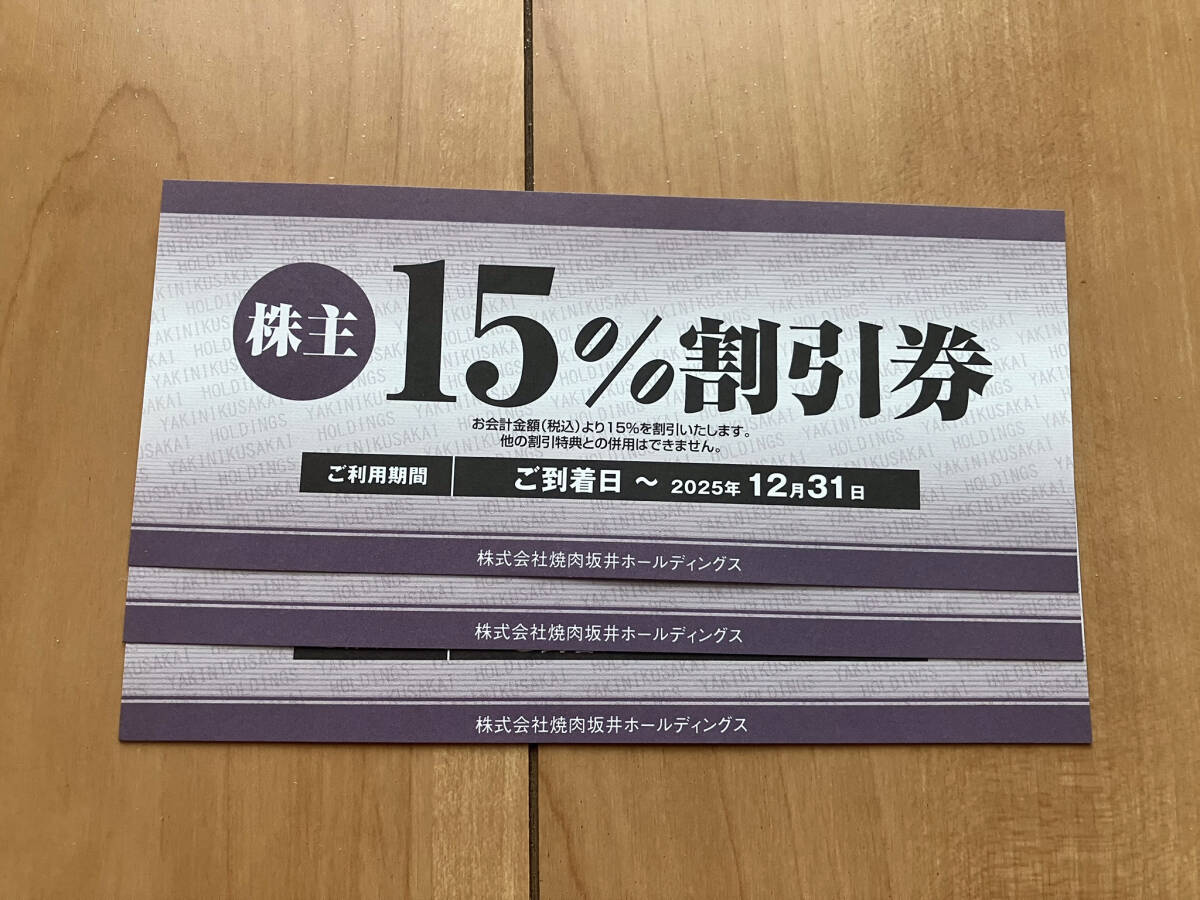 株主 15%割引券
お会計金額(税込)より15%を割引いたします。
他の割引特典との併用はできません。
ご利用期間 ご到着日 ～ 2025年 12月31日
株式会社焼肉坂井ホールディングス
株式会社焼肉坂井ホールディングス
株式会社焼肉坂井ホールディングス
YAKINIKUSAKAI HOLDINGS